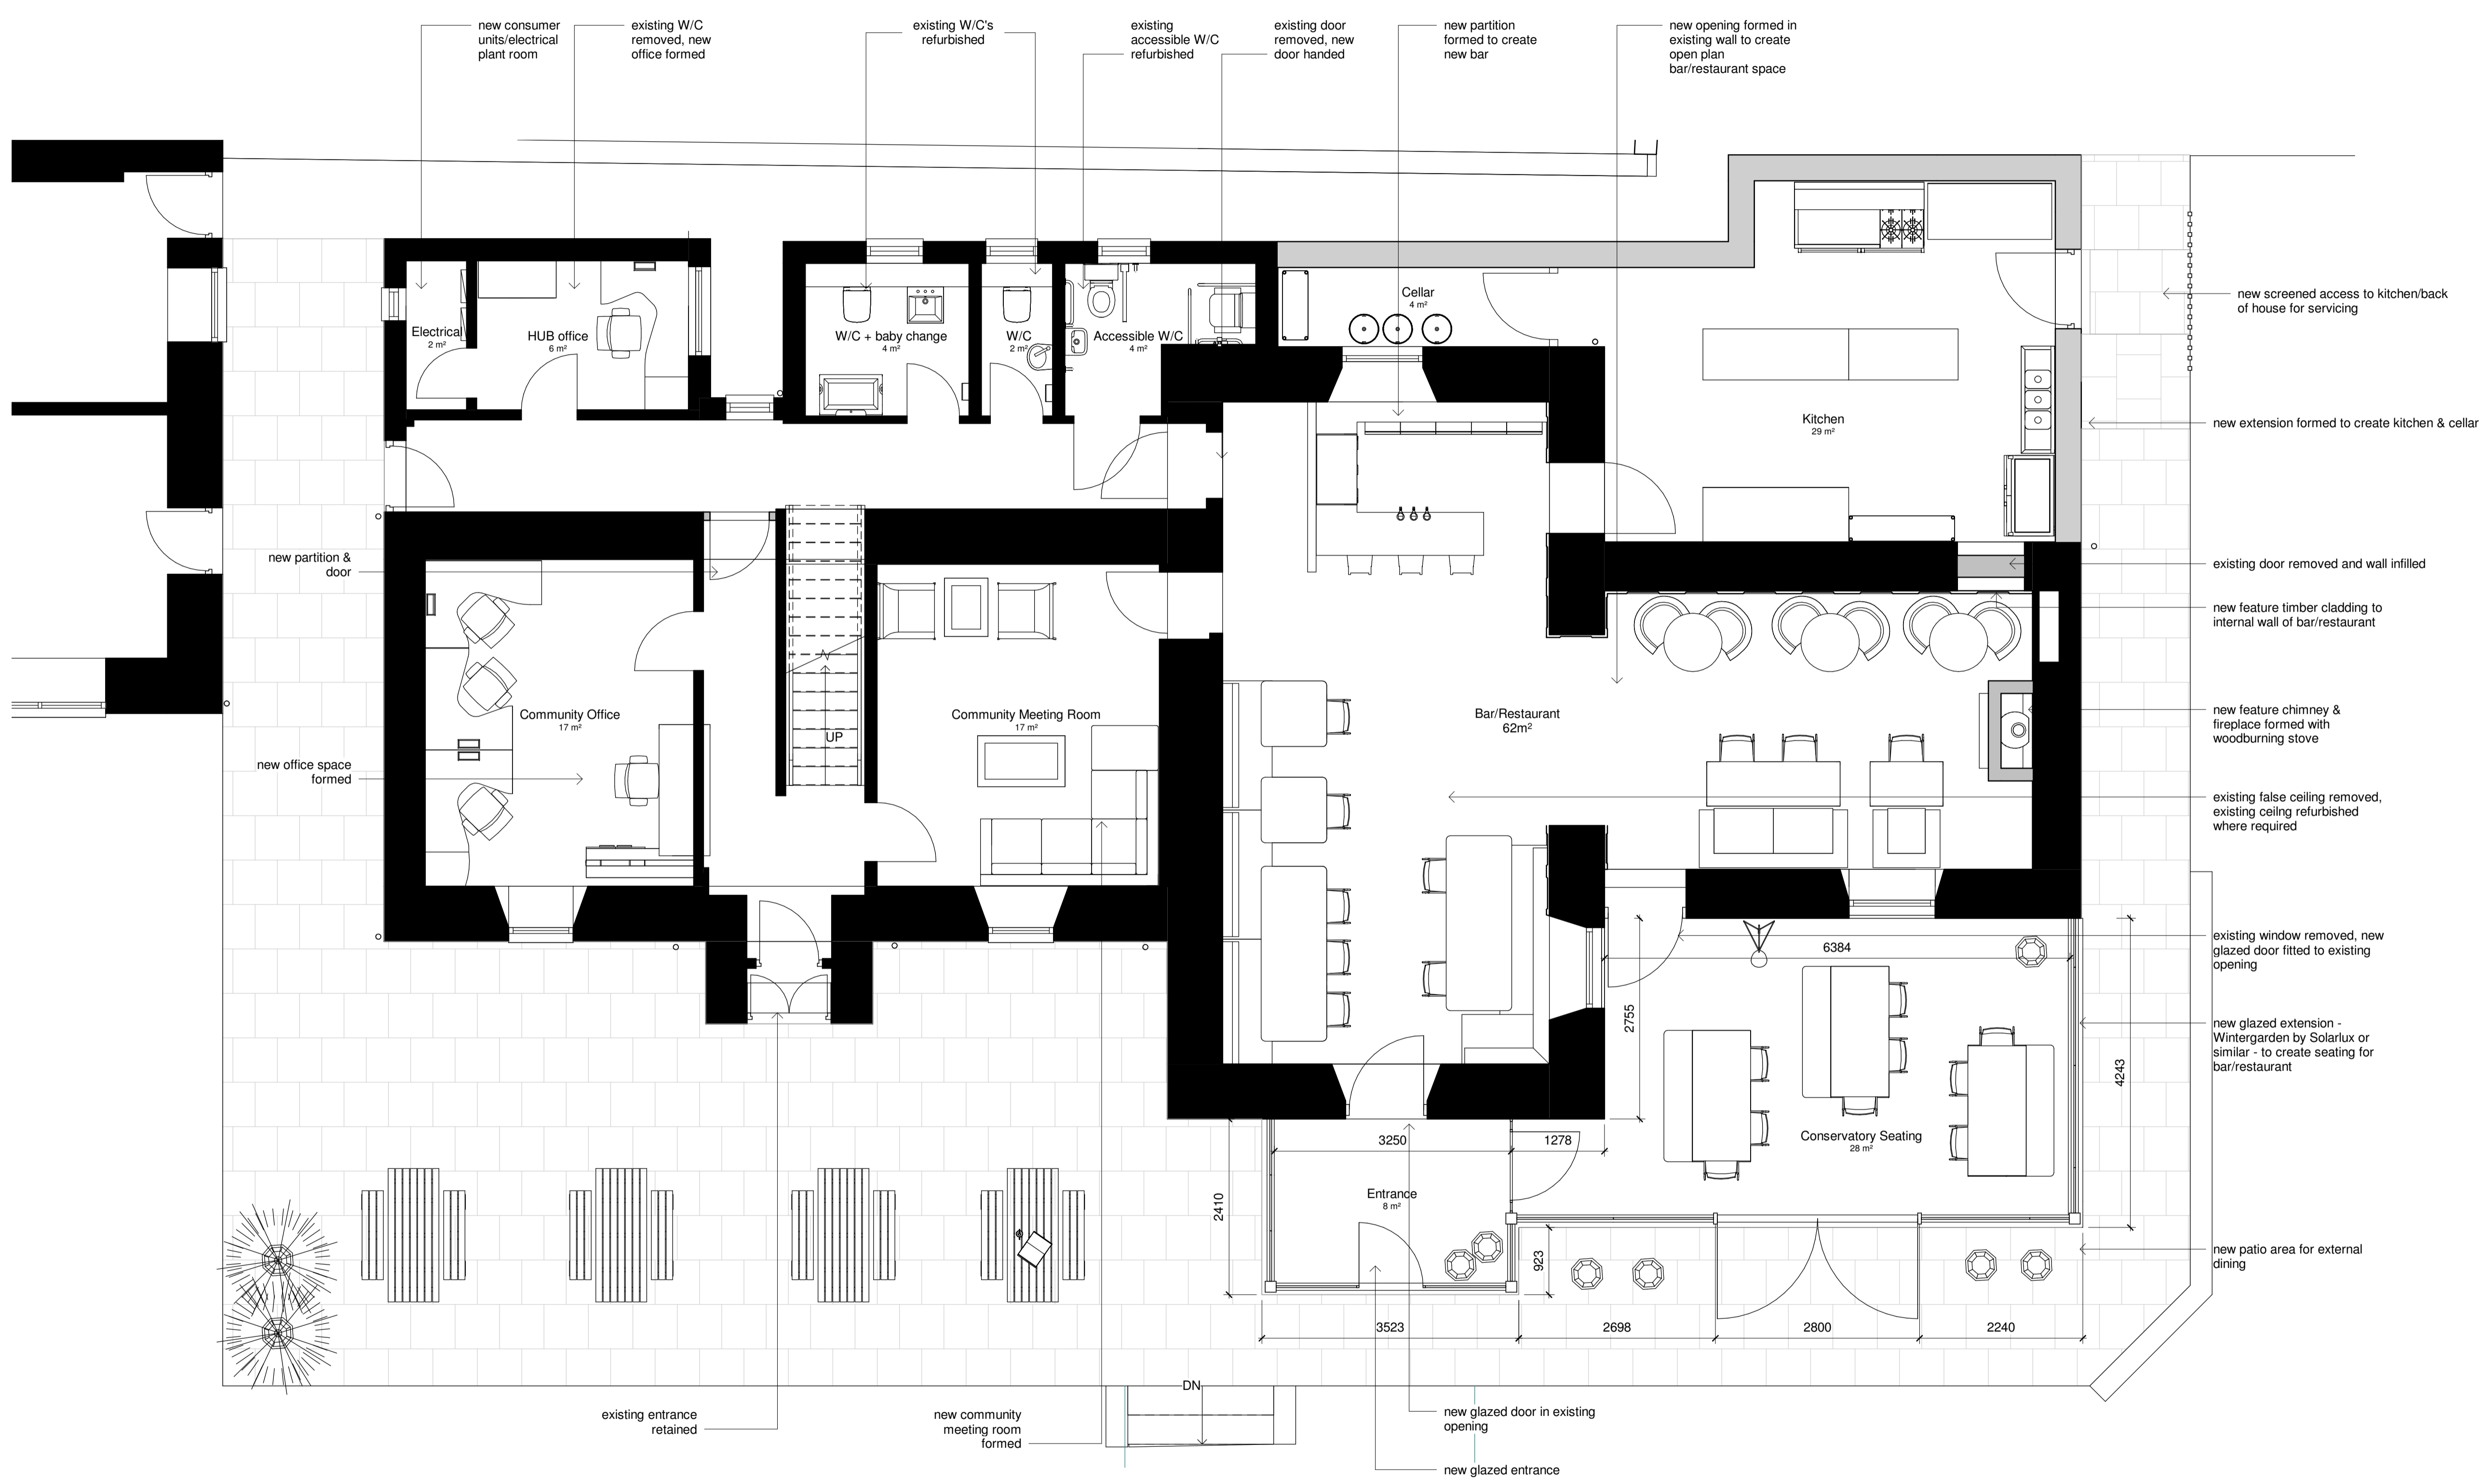 new consumer
units/electrical
plant room
existing W/C
removed, new
office formed
existing W/C's
refurbished
existing
accessible W/C
refurbished
existing door
removed, new
door handed
new partition
formed to create
new bar
new opening formed in
existing wall to create
open plan
bar/restaurant space
Electrical
2 m²
HUB office
6 m²
W/C + baby change
4 m²
W/C
2 m²
Accessible W/C
4 m²
Cellar
4 m²
Kitchen
29 m²
new screened access to kitchen/back
of house for servicing
new extension formed to create kitchen & cellar
new partition &
door
existing door removed and wall infilled
new feature timber cladding to
internal wall of bar/restaurant
Community Office
17 m²
UP
Community Meeting Room
17 m²
Bar/Restaurant
62m²
new feature chimney &
fireplace formed with
woodburning stove
new office space
formed
existing false ceiling removed,
existing ceilng refurbished
where required
existing window removed, new
glazed door fitted to existing
opening
6384
2755
4243
new glazed extension -
Wintergarden by Solarlux or
similar - to create seating for
bar/restaurant
3250
1278
Conservatory Seating
28 m²
Entrance
8 m²
2410
923
new patio area for external
dining
3523
2698
2800
2240
DN
existing entrance
retained
new community
meeting room
formed
new glazed door in existing
opening
new glazed entrance